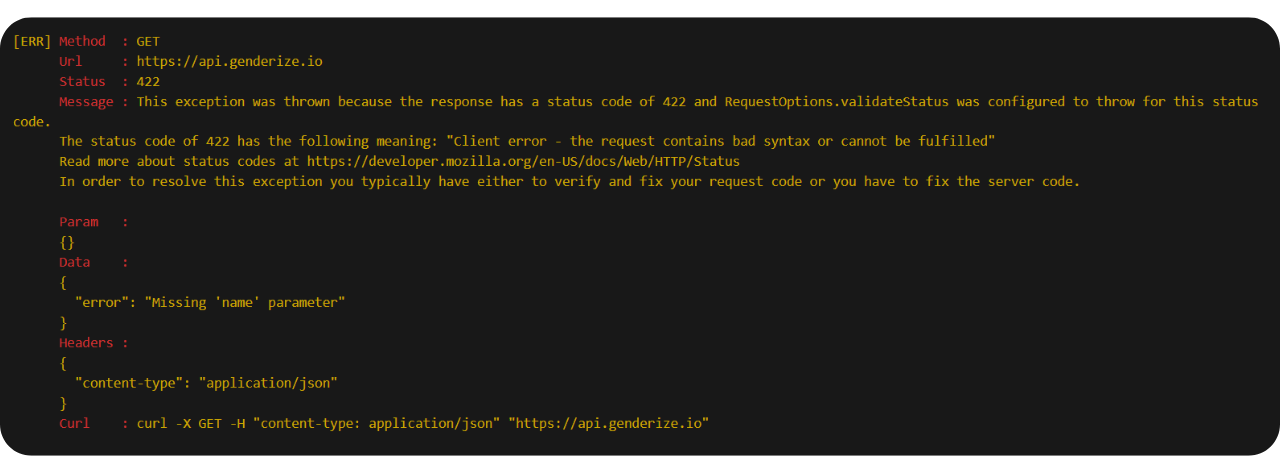 [ERR] Method  : GET
      Url     : https://api.genderize.io
      Status  : 422
      Message : This exception was thrown because the response has a status code of 422 and RequestOptions.validateStatus was configured to throw for this status
code.
      The status code of 422 has the following meaning: "Client error - the request contains bad syntax or cannot be fulfilled"
      Read more about status codes at https://developer.mozilla.org/en-US/docs/Web/HTTP/Status
      In order to resolve this exception you typically have either to verify and fix your request code or you have to fix the server code.

      Param   :
      {}
      Data    :
      {
        "error": "Missing 'name' parameter"
      }
      Headers :
      {
        "content-type": "application/json"
      }
      Curl    : curl -X GET -H "content-type: application/json" "https://api.genderize.io"